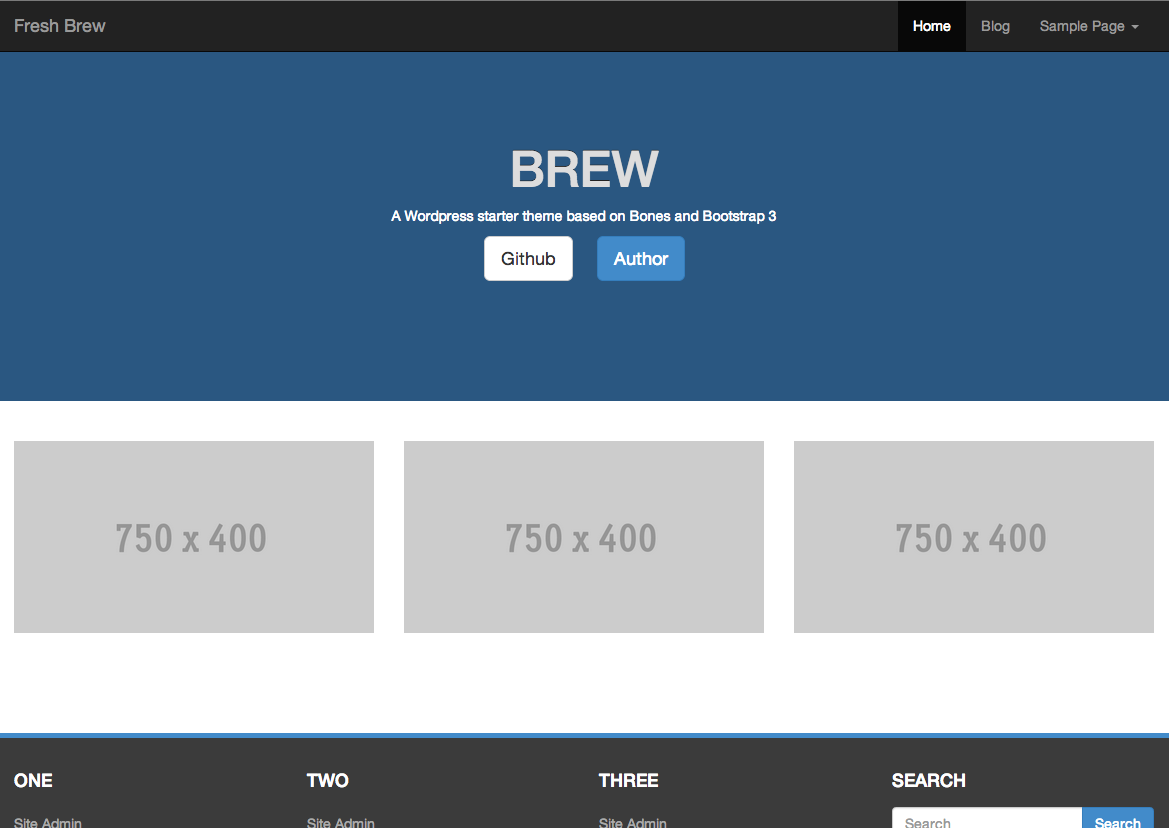 Fresh Brew Home Blog Sample Page
BREW
A Wordpress starter theme based on Bones and Bootstrap 3
Github Author
750 x 400 750 x 400 750 x 400
ONE TWO THREE SEARCH
Site Admin Site Admin Site Admin Search Search